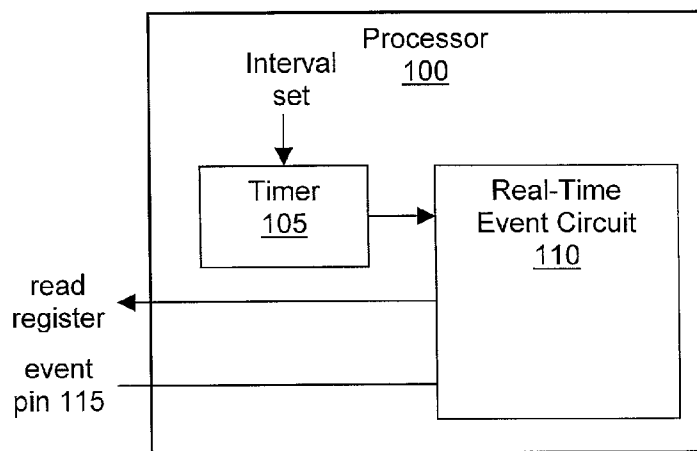 Processor
100
Interval
set
Timer
105
Real-Time
Event Circuit
110
read
register
event
pin 115